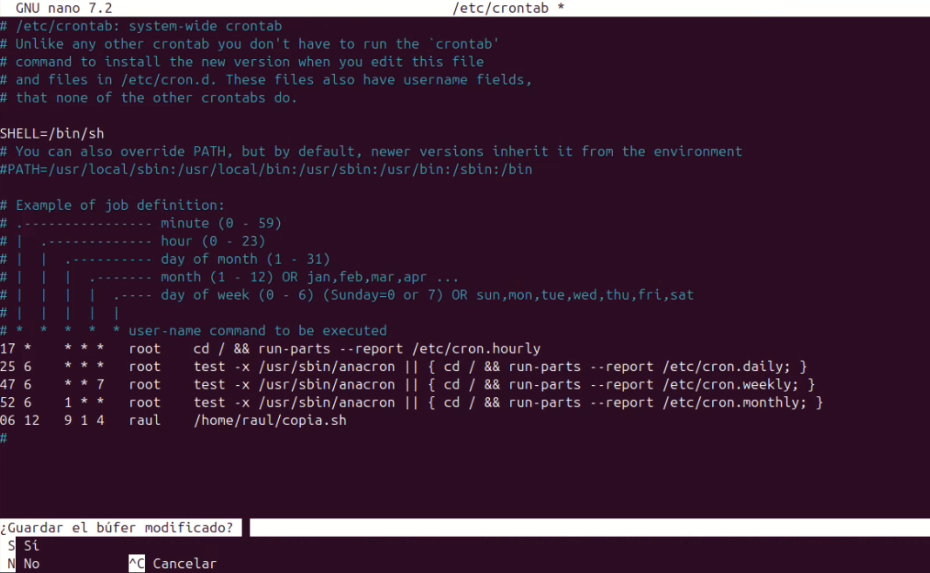 GNU nano 7.2 /etc/crontab *
# /etc/crontab: system-wide crontab
# Unlike any other crontab you don't have to run the `crontab'
# command to install the new version when you edit this file
# and files in /etc/cron.d. These files also have username fields,
# that none of the other crontabs do.

SHELL=/bin/sh
# You can also override PATH, but by default, newer versions inherit it from the environment
#PATH=/usr/local/sbin:/usr/local/bin:/usr/sbin:/usr/bin:/sbin:/bin

# Example of job definition:
# .---------------- minute (0 - 59)
# |  .------------- hour (0 - 23)
# |  |  .---------- day of month (1 - 31)
# |  |  |  .------- month (1 - 12) OR jan,feb,mar,apr ...
# |  |  |  |  .---- day of week (0 - 6) (Sunday=0 or 7) OR sun,mon,tue,wed,thu,fri,sat
# |  |  |  |  |
# *  *  *  *  * user-name command to be executed
17 *    * * *   root    cd / && run-parts --report /etc/cron.hourly
25 6    * * *   root    test -x /usr/sbin/anacron || { cd / && run-parts --report /etc/cron.daily; }
47 6    * * 7   root    test -x /usr/sbin/anacron || { cd / && run-parts --report /etc/cron.weekly; }
52 6    1 * *   root    test -x /usr/sbin/anacron || { cd / && run-parts --report /etc/cron.monthly; }
06 12   9 1 4   raul    /home/raul/copia.sh
#
¿Guardar el búfer modificado?
S Sí
N No            ^C Cancelar